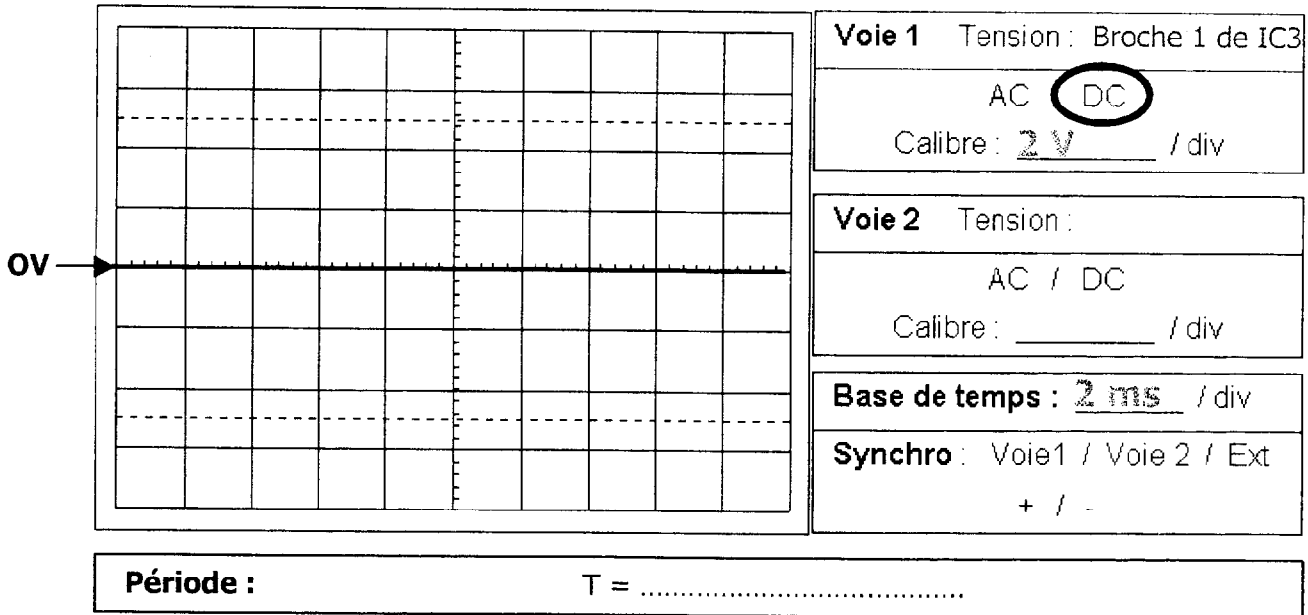 Voie 1 Tension : Broche 1 de IC3
AC DC
Calibre : 2 V / div
Voie 2 Tension :
AC / DC
Calibre : ________ / div
Base de temps : 2 ms / div
Synchro : Voie1 / Voie 2 / Ext
+ / -
OV
Période : T = ......................................